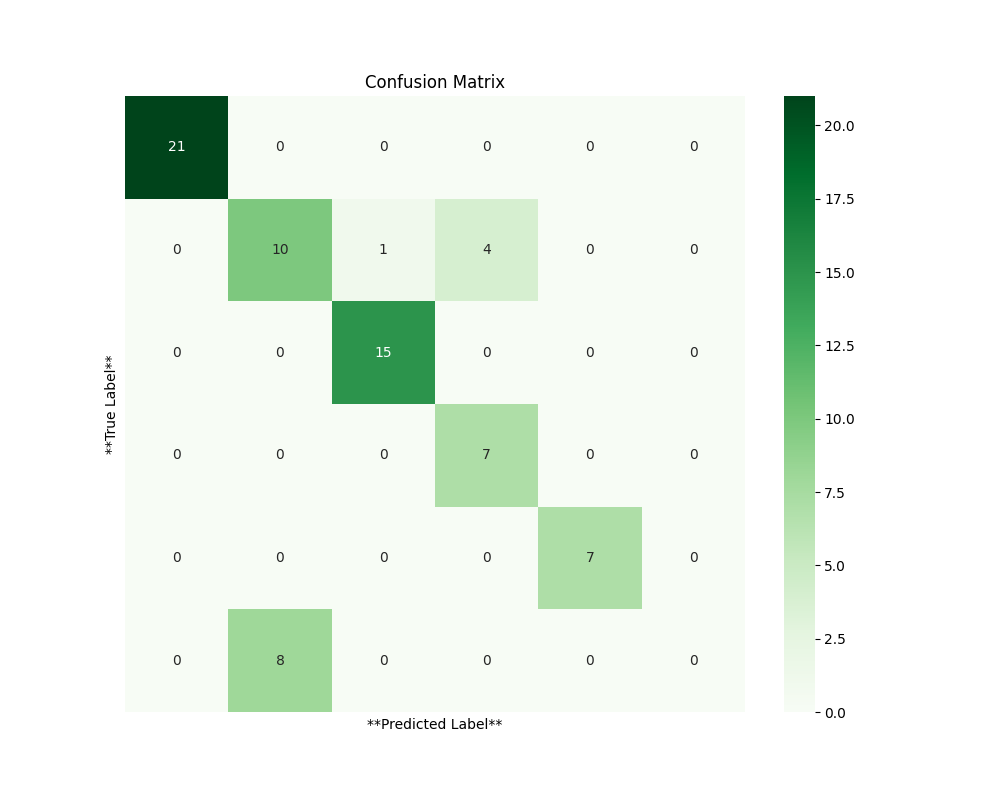 Confusion Matrix
21 0 0 0 0 0
0 10 1 4 0 0
0 0 15 0 0 0
0 0 0 7 0 0
0 0 0 0 7 0
0 8 0 0 0 0
**True Label**
**Predicted Label**
20.0
17.5
15.0
12.5
10.0
7.5
5.0
2.5
0.0